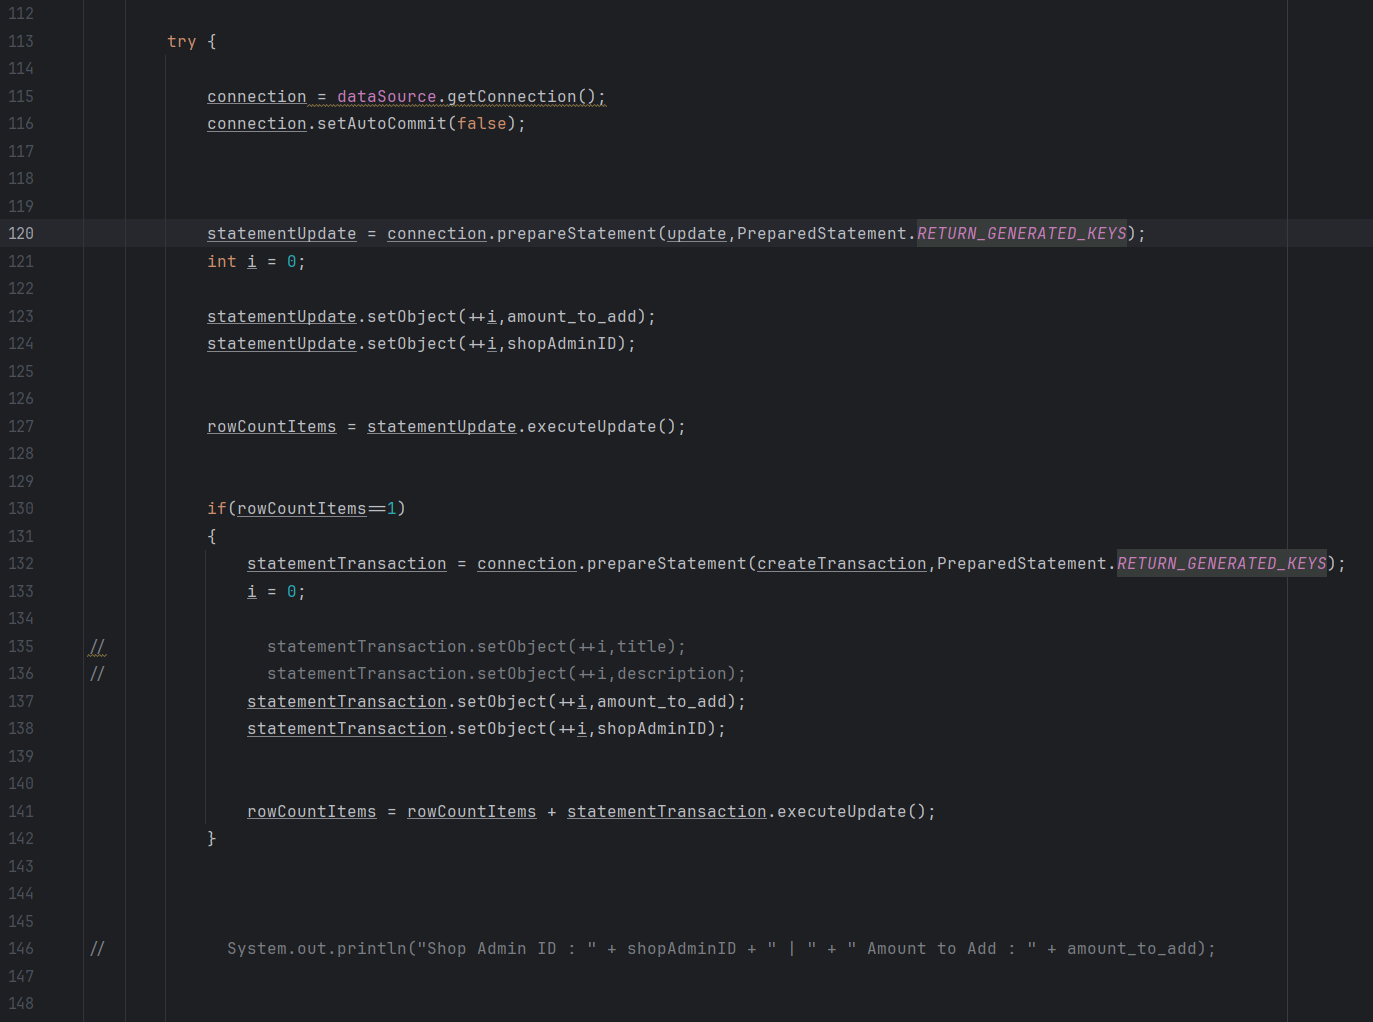 112
113 try {
114
115 connection = dataSource.getConnection();
116 connection.setAutoCommit(false);
117
118
119
120 statementUpdate = connection.prepareStatement(update,PreparedStatement.RETURN_GENERATED_KEYS);
121 int i = 0;
122
123 statementUpdate.setObject(++i,amount_to_add);
124 statementUpdate.setObject(++i,shopAdminID);
125
126
127 rowCountItems = statementUpdate.executeUpdate();
128
129
130 if(rowCountItems==1)
131 {
132 statementTransaction = connection.prepareStatement(createTransaction,PreparedStatement.RETURN_GENERATED_KEYS);
133 i = 0;
134
135 // statementTransaction.setObject(++i,title);
136 // statementTransaction.setObject(++i,description);
137 statementTransaction.setObject(++i,amount_to_add);
138 statementTransaction.setObject(++i,shopAdminID);
139
140
141 rowCountItems = rowCountItems + statementTransaction.executeUpdate();
142 }
143
144
145
146 // System.out.println("Shop Admin ID : " + shopAdminID + " | " + " Amount to Add : " + amount_to_add);
147
148